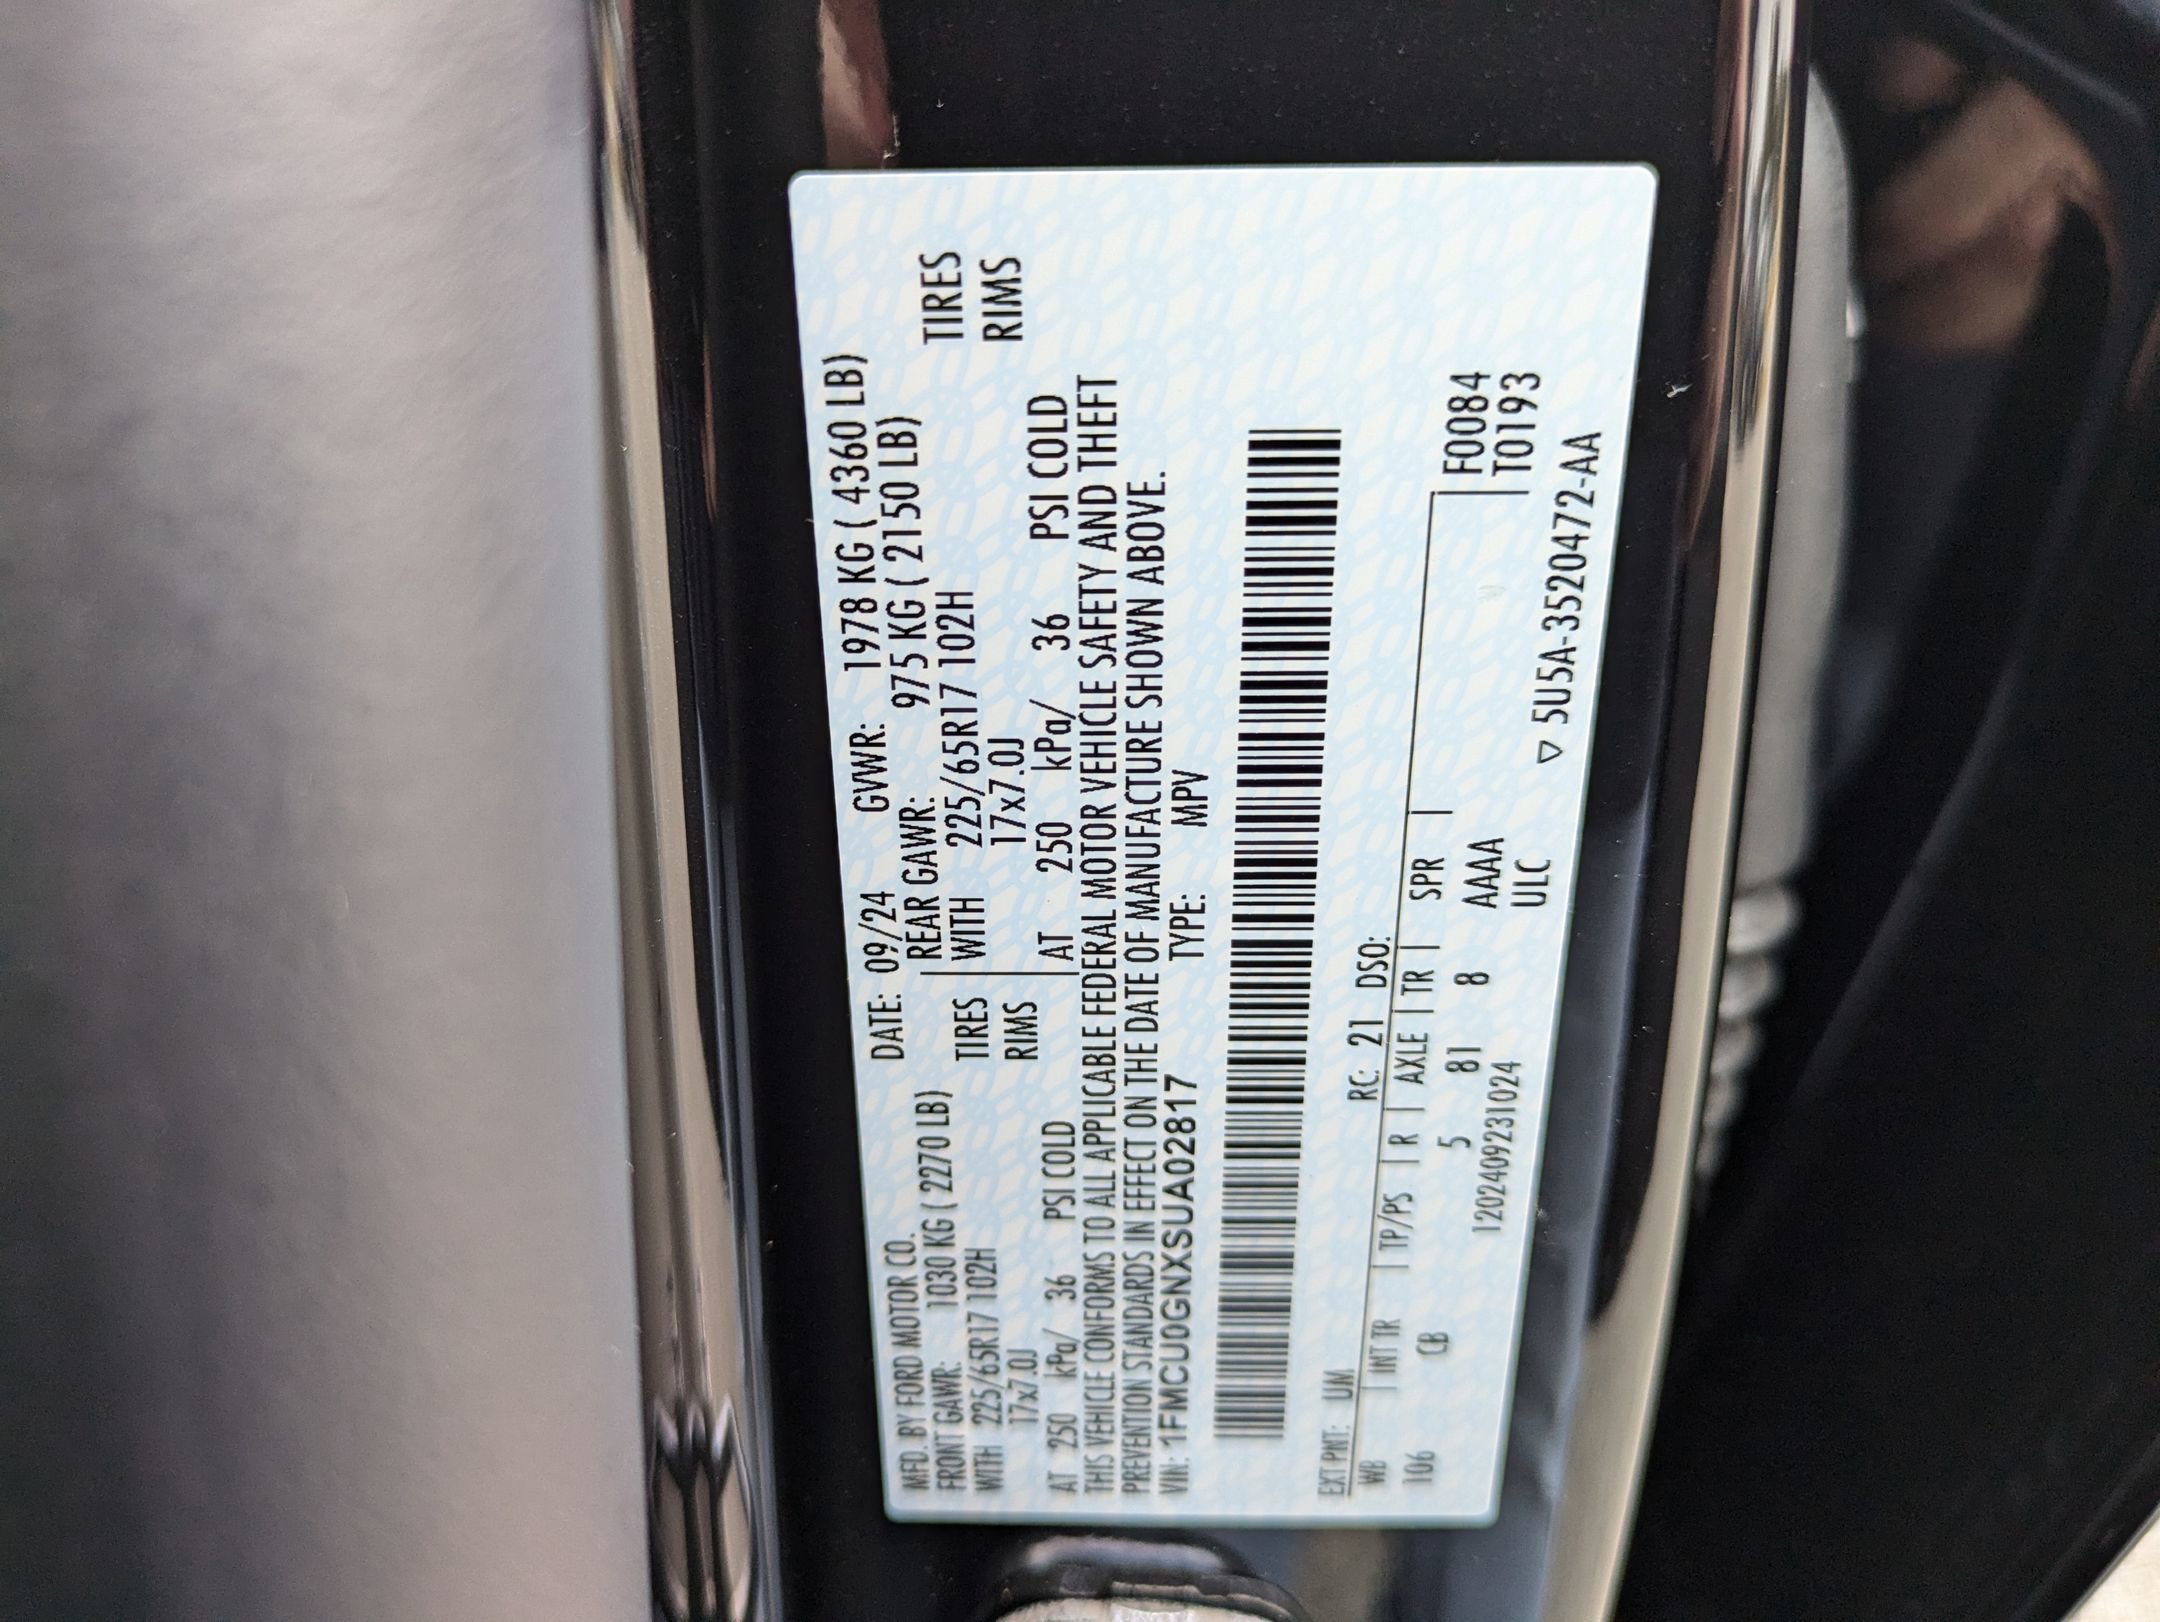 MFD. BY FORD MOTOR CO. DATE: 09/24 GVWR: 1978 KG ( 4360 LB)
FRONT GAWR: 1030 KG ( 2270 LB) REAR GAWR: 975 KG ( 2150 LB)
WITH 225/65R17 102H TIRES WITH 225/65R17 102H TIRES
17x7.0J RIMS 17x7.0J RIMS
AT 250 kPa/ 36 PSI COLD AT 250 kPa/ 36 PSI COLD
THIS VEHICLE CONFORMS TO ALL APPLICABLE FEDERAL MOTOR VEHICLE SAFETY AND THEFT
PREVENTION STANDARDS IN EFFECT ON THE DATE OF MANUFACTURE SHOWN ABOVE.
VIN: 1FMCU0GNXSUA02817 TYPE: MPV
EXT PNT: UM RC: 21 DSO:
WB | INT TR | TP/PS | R | AXLE | TR | SPR | F0084
106 CB 5 81 8 AAAA T0193
12024092310​24 ULC
▽ 5U5A-3520472-AA